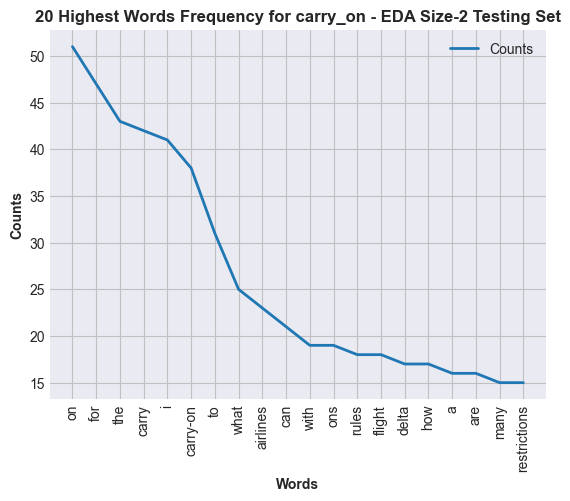 20 Highest Words Frequency for carry_on - EDA Size-2 Testing Set
Counts
50
45
40
35
30
25
20
15
Counts
on
for
the
carry
i
carry-on
to
what
airlines
can
with
ons
rules
flight
delta
how
a
are
many
restrictions
Words